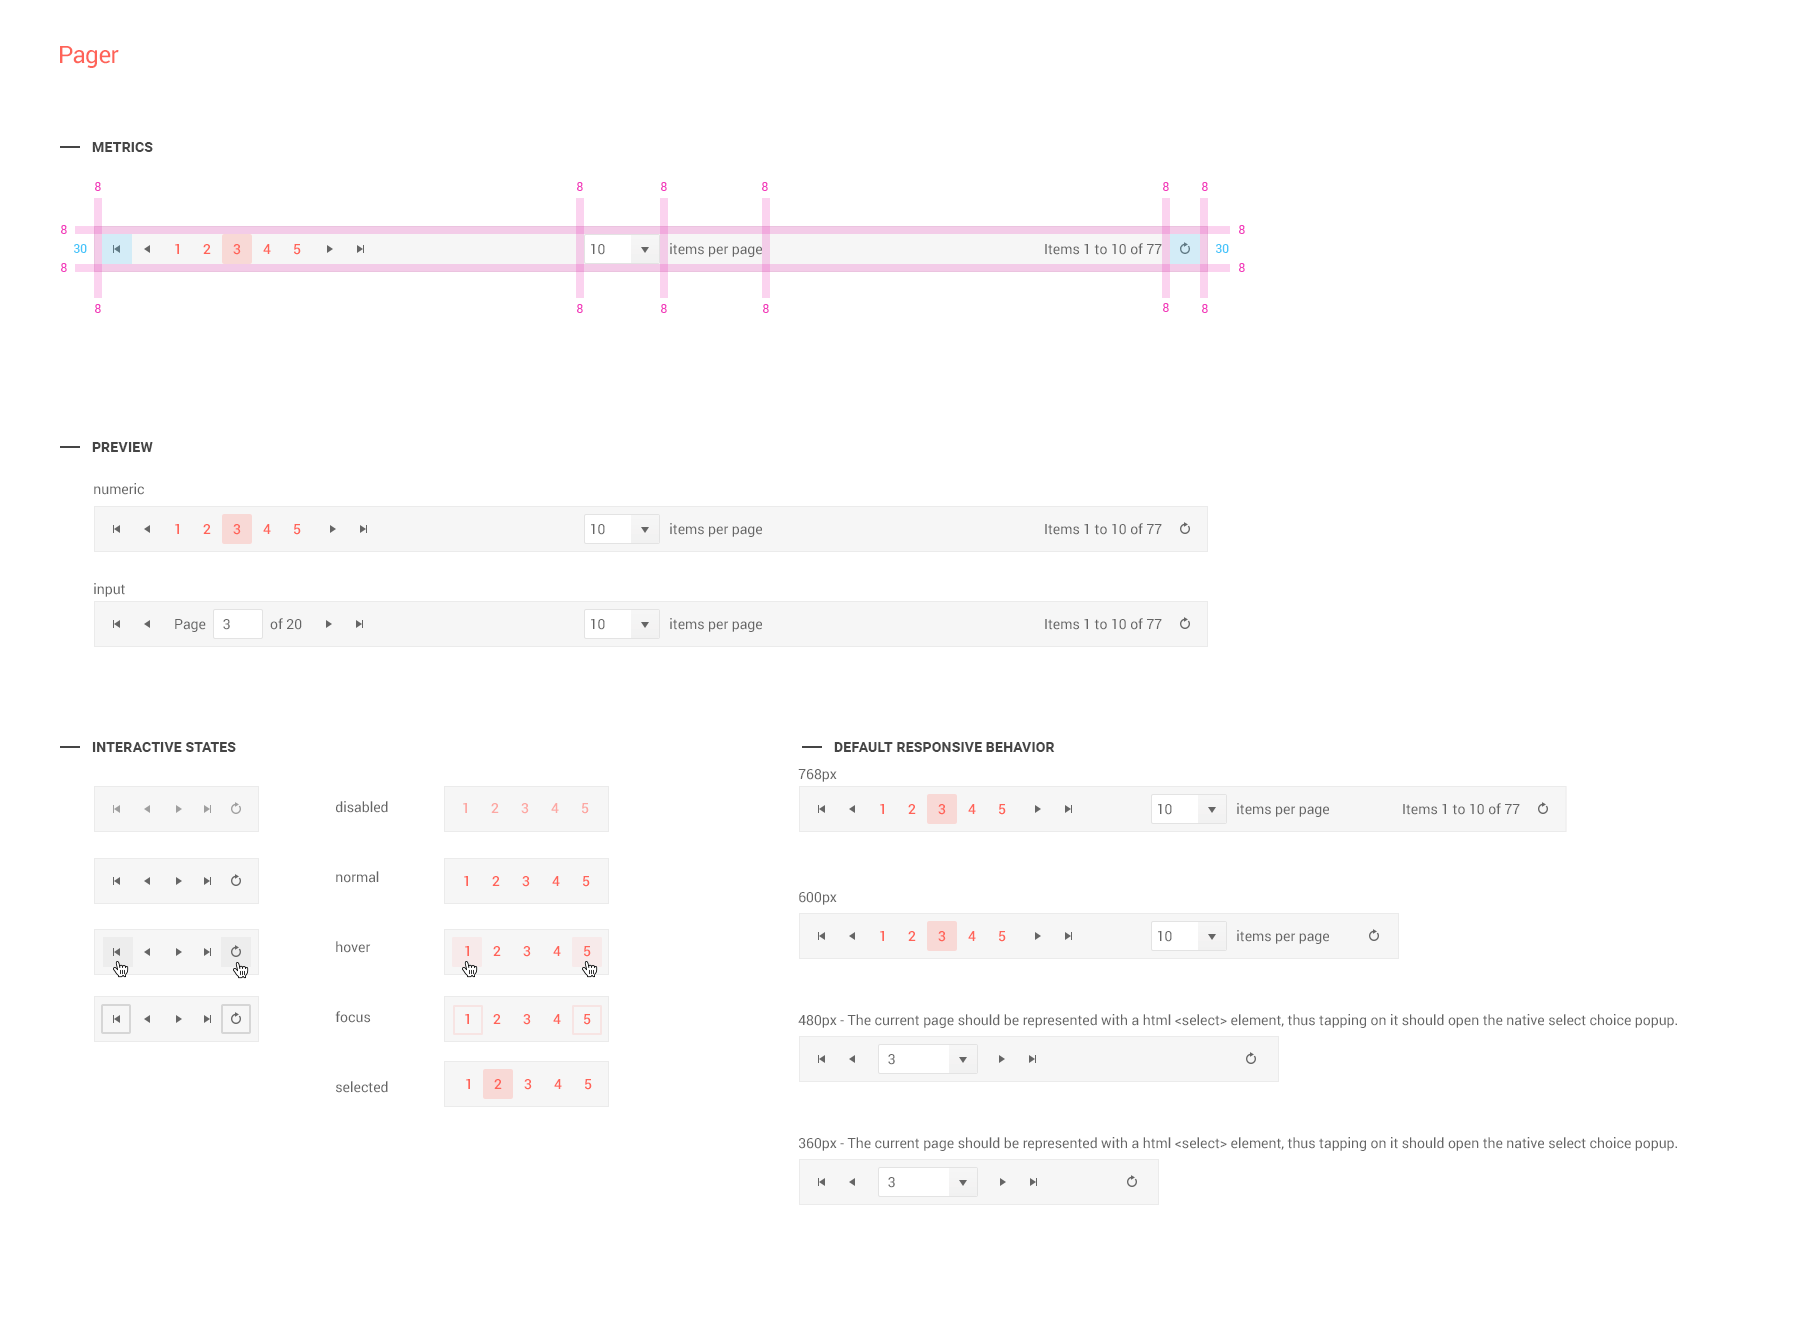 Pager
METRICS
8 8 8 8 8 8
8 8
30 1 2 3 4 5 10 items per page Items 1 to 10 of 77 30
8 8
8 8 8 8 8 8
PREVIEW
numeric
1 2 3 4 5 10 items per page Items 1 to 10 of 77
input
Page 3 of 20 10 items per page Items 1 to 10 of 77
INTERACTIVE STATES
disabled 1 2 3 4 5
normal 1 2 3 4 5
hover 1 2 3 4 5
focus 1 2 3 4 5
selected 1 2 3 4 5
DEFAULT RESPONSIVE BEHAVIOR
768px
1 2 3 4 5 10 items per page Items 1 to 10 of 77
600px
1 2 3 4 5 10 items per page
480px - The current page should be represented with a html <select> element, thus tapping on it should open the native select choice popup.
3
360px - The current page should be represented with a html <select> element, thus tapping on it should open the native select choice popup.
3